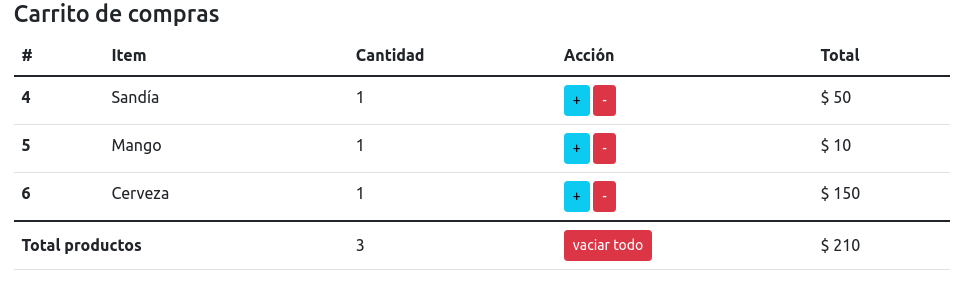 Carrito de compras
# Item Cantidad Acción Total
4 Sandía 1 + - $ 50
5 Mango 1 + - $ 10
6 Cerveza 1 + - $ 150
Total productos 3 vaciar todo $ 210